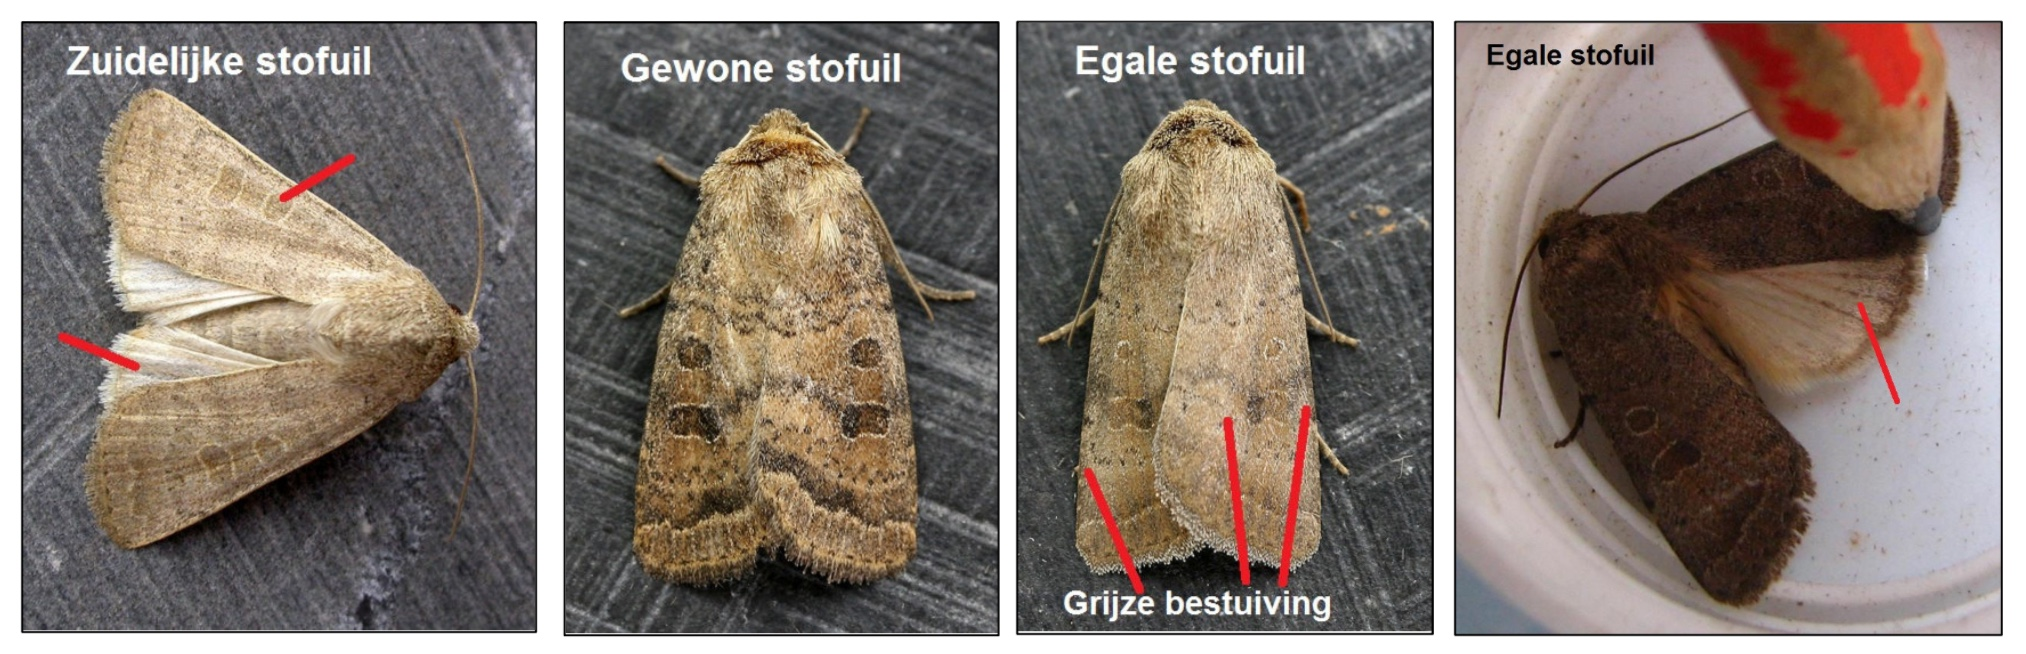 Zuidelijke stofuil
Gewone stofuil
Egale stofuil
Grijze bestuiving
Egale stofuil